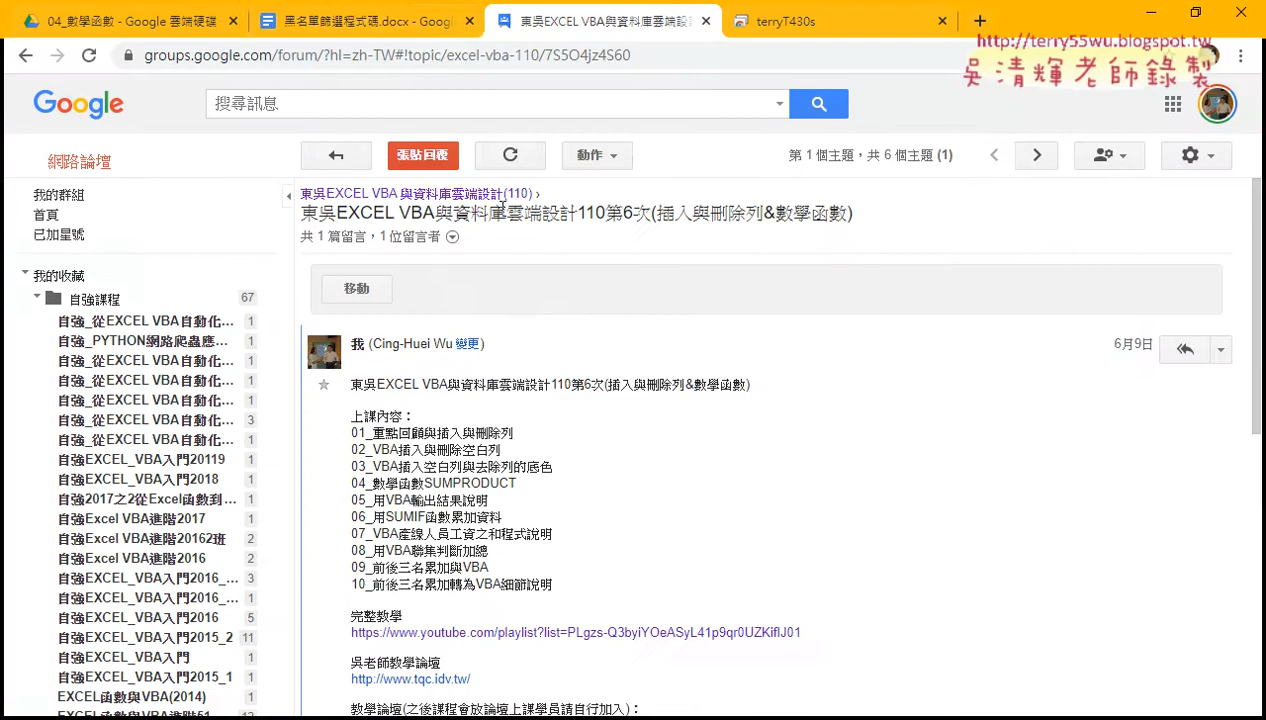 04_數學函數 - Google 雲端硬碟
黑名單篩選程式碼.docx - Goog
東吳EXCEL VBA與資料庫雲端設
terryT430s
groups.google.com/forum/?hl=zh-TW#!topic/excel-vba-110/7S5O4jz4S60
http://terry55wu.blogspot.tw
吳清輝老師錄製
Google
搜尋訊息
網路論壇
張貼回覆
動作
第 1 個主題，共 6 個主題 (1)
我的群組
首頁
已加星號
我的收藏
自強課程 67
自強_從EXCEL VBA自動化... 1
自強_PYTHON網路爬蟲應... 1
自強_從EXCEL VBA自動化... 1
自強_從EXCEL VBA自動化... 1
自強_從EXCEL VBA自動化... 1
自強_從EXCEL VBA自動化... 3
自強_從EXCEL VBA自動化... 1
自強EXCEL_VBA入門20119 1
自強EXCEL_VBA入門2018 1
自強2017之2從Excel函數到... 1
自強Excel VBA進階2017 1
自強Excel VBA進階20162班 2
自強Excel VBA進階2016 2
自強EXCEL_VBA入門2016_... 3
自強EXCEL_VBA入門2016_... 1
自強EXCEL_VBA入門2016 5
自強EXCEL_VBA入門2015_2 11
自強EXCEL_VBA入門 1
自強EXCEL_VBA入門2015_1 1
EXCEL函數與VBA(2014) 1
東吳EXCEL VBA 與資料庫雲端設計(110) ›
東吳EXCEL VBA與資料庫雲端設計110第6次(插入與刪除列&數學函數)
共 1 篇留言，1 位留言者
移動
我 (Cing-Huei Wu 變更)
6月9日
東吳EXCEL VBA與資料庫雲端設計110第6次(插入與刪除列&數學函數)
上課內容：
01_重點回顧與插入與刪除列
02_VBA插入與刪除空白列
03_VBA插入空白列與去除列的底色
04_數學函數SUMPRODUCT
05_用VBA輸出結果說明
06_用SUMIF函數累加資料
07_VBA產線人員工資之和程式說明
08_用VBA聯集判斷加總
09_前後三名累加與VBA
10_前後三名累加轉為VBA細節說明
完整教學
https://www.youtube.com/playlist?list=PLgzs-Q3byiYOeASyL41p9qr0UZKifIJ01
吳老師教學論壇
http://www.tqc.idv.tw/
教學論壇(之後課程會放論壇上課學員請自行加入)：